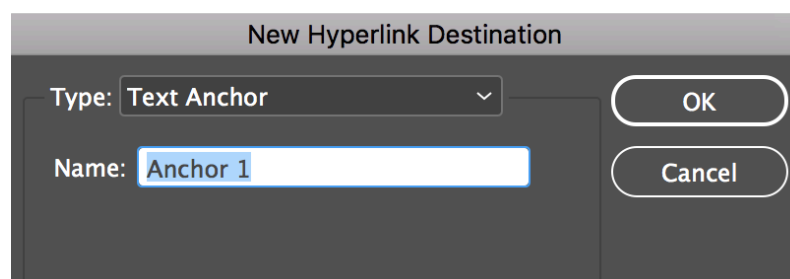 New Hyperlink Destination
Type: Text Anchor
OK
Name: Anchor 1
Cancel